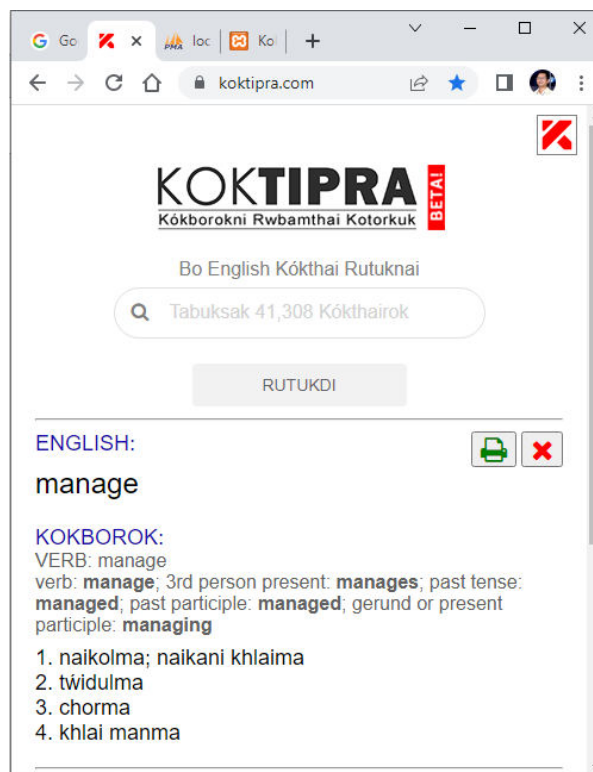 Go
loc
Kol
koktipra.com
KOKTIPRA
BETA!
Kókborokni Rwbamthai Kotorkuk
Bo English Kókthai Rutuknai
Tabuksak 41,308 Kókthairok
RUTUKDI
ENGLISH:
manage
KOKBOROK:
VERB: manage
verb: manage; 3rd person present: manages; past tense:
managed; past participle: managed; gerund or present
participle: managing
1. naikolma; naikani khlaima
2. tẃidulma
3. chorma
4. khlai manma